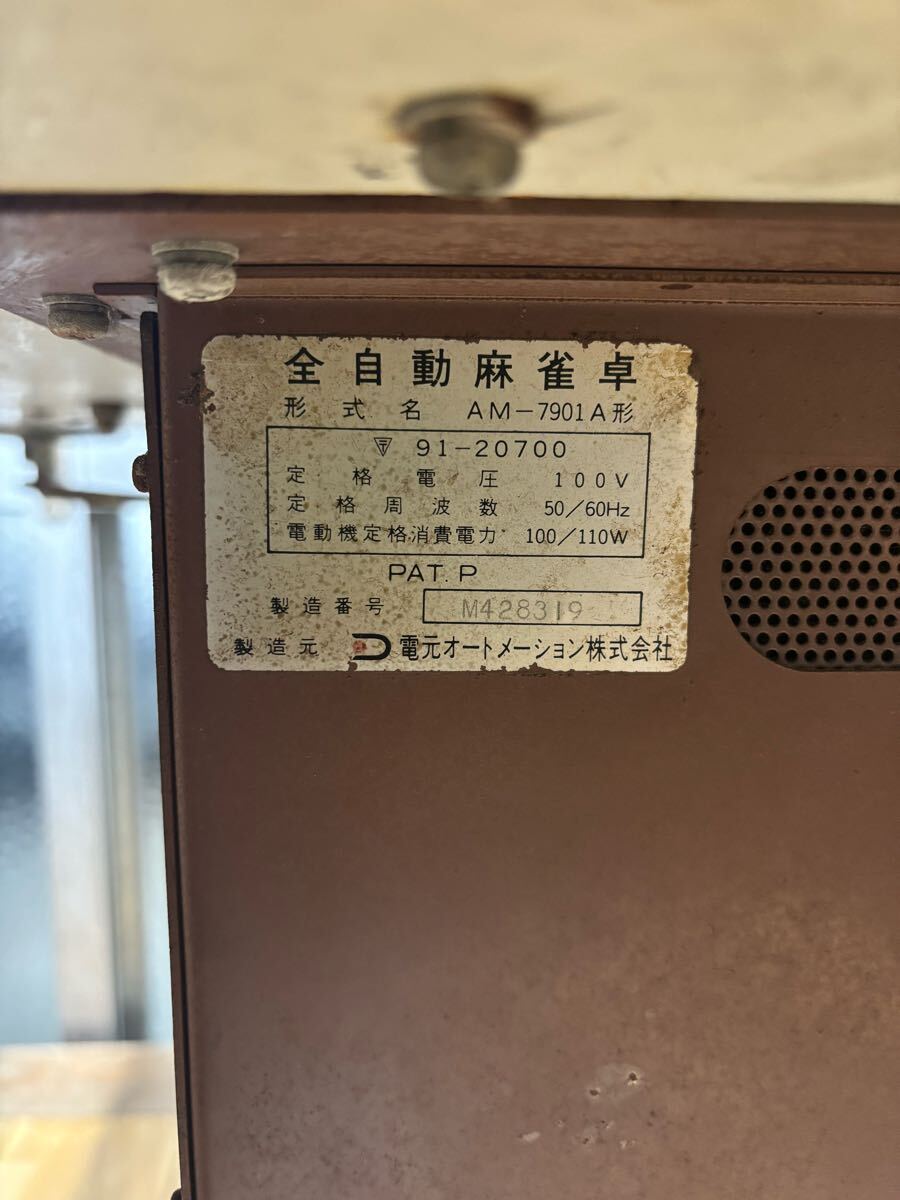 全自動麻雀卓
形式名 AM-7901A形
〒 91-20700
定格電圧 100V
定格周波数 50/60Hz
電動機定格消費電力 100/110W
PAT. P
製造番号 M428319
製造元 電元オートメーション株式会社